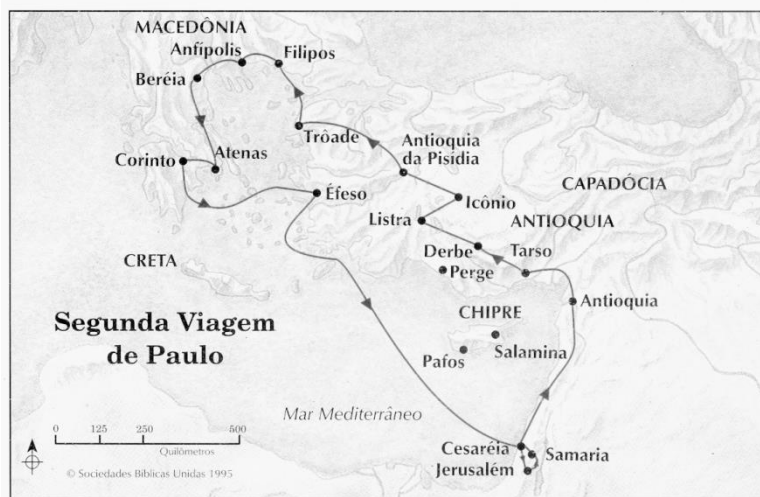 MACEDÔNIA
Anfípolis
Filipos
Beréia
Trôade
Antioquia
da Pisídia
Corinto
Atenas
CAPADÓCIA
Éfeso
Icônio
Listra
ANTIOQUIA
Derbe
Tarso
CRETA
Perge
Antioquia
CHIPRE
Segunda Viagem
de Paulo
Pafos
Salamina
Mar Mediterrâneo
0 125 250 500
Quilômetros
Cesaréia
Samaria
Jerusalém
© Sociedades Bíblicas Unidas 1995